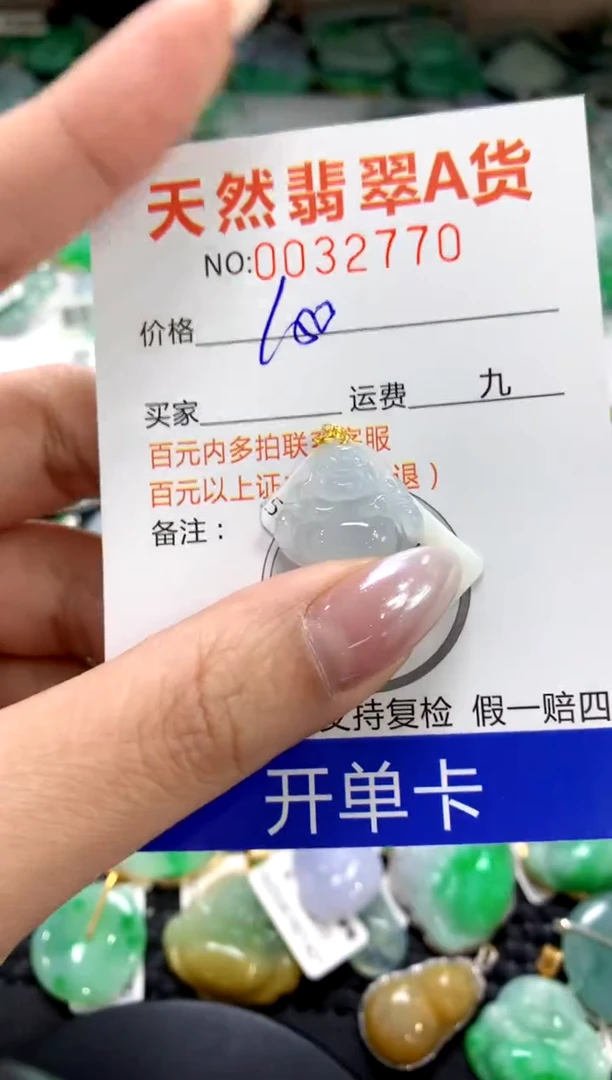 天然翡翠A货
NO:0032770
价格 100
买家 运费 九
百元内多拍联 客服
百元以上证 退）
备注：
5
支持复检 假一赔四
开单卡